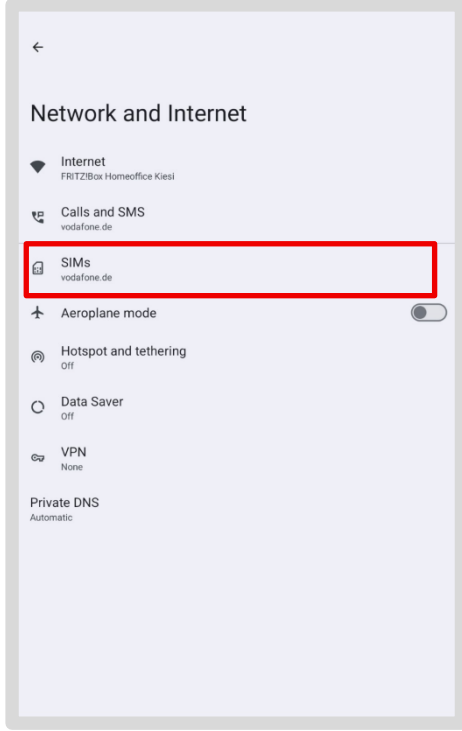 Network and Internet
Internet
FRITZ!Box Homeoffice Kiesi
Calls and SMS
vodafone.de
SIMs
vodafone.de
Aeroplane mode
Hotspot and tethering
Off
Data Saver
Off
VPN
None
Private DNS
Automatic